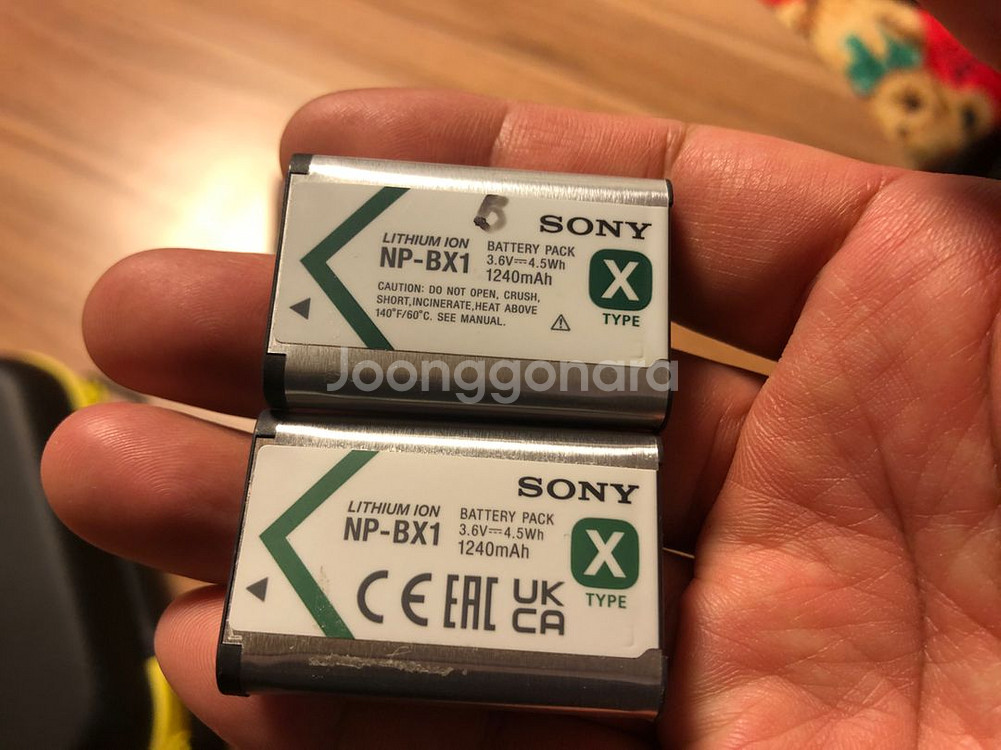 5
SONY
LITHIUM ION
NP-BX1
BATTERY PACK
3.6V⎓4.5Wh
1240mAh
X
TYPE
CAUTION: DO NOT OPEN, CRUSH,
SHORT,INCINERATE,HEAT ABOVE
140°F/60°C. SEE MANUAL.
Joonggonara
SONY
LITHIUM ION
NP-BX1
BATTERY PACK
3.6V⎓4.5Wh
1240mAh
X
TYPE
CE EAC UK
CA